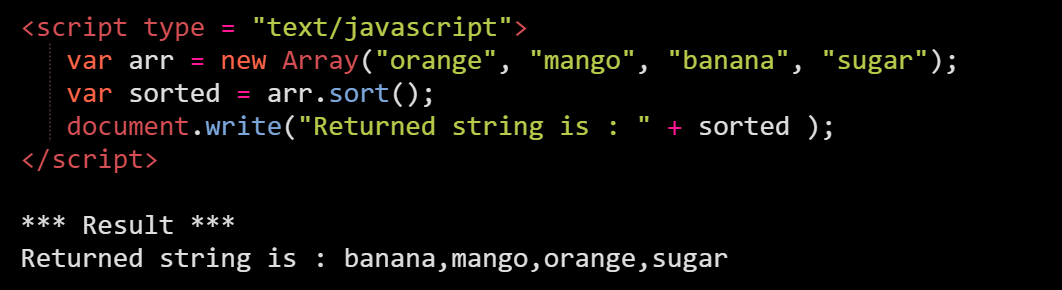 <script type = "text/javascript">
var arr = new Array("orange", "mango", "banana", "sugar");
var sorted = arr.sort();
document.write("Returned string is : " + sorted );
</script>
*** Result ***
Returned string is : banana,mango,orange,sugar